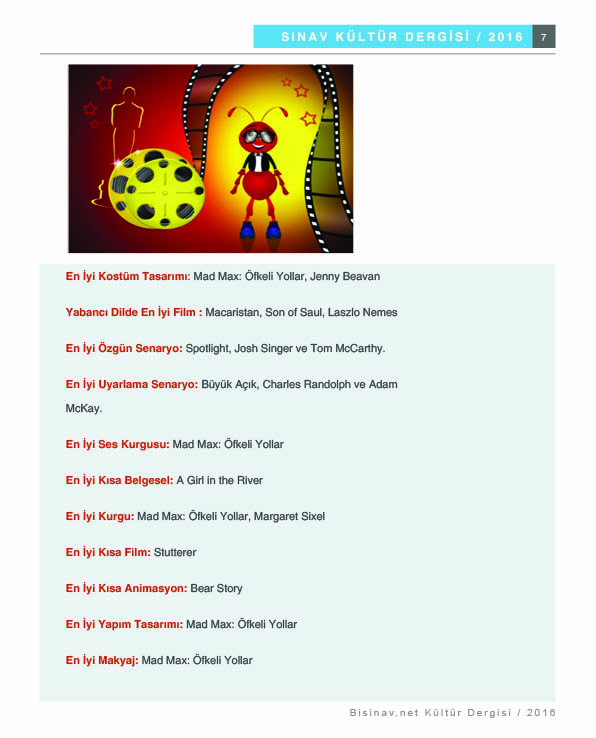 SINAV KÜLTÜR DERGİSİ / 2016 7
En İyi Kostüm Tasarımı: Mad Max: Öfkeli Yollar, Jenny Beavan
Yabancı Dilde En İyi Film : Macaristan, Son of Saul, Laszlo Nemes
En İyi Özgün Senaryo: Spotlight, Josh Singer ve Tom McCarthy.
En İyi Uyarlama Senaryo: Büyük Açık, Charles Randolph ve Adam
McKay.
En İyi Ses Kurgusu: Mad Max: Öfkeli Yollar
En İyi Kısa Belgesel: A Girl in the River
En İyi Kurgu: Mad Max: Öfkeli Yollar, Margaret Sixel
En İyi Kısa Film: Stutterer
En İyi Kısa Animasyon: Bear Story
En İyi Yapım Tasarımı: Mad Max: Öfkeli Yollar
En İyi Makyaj: Mad Max: Öfkeli Yollar
Bisinav.net Kültür Dergisi / 2016